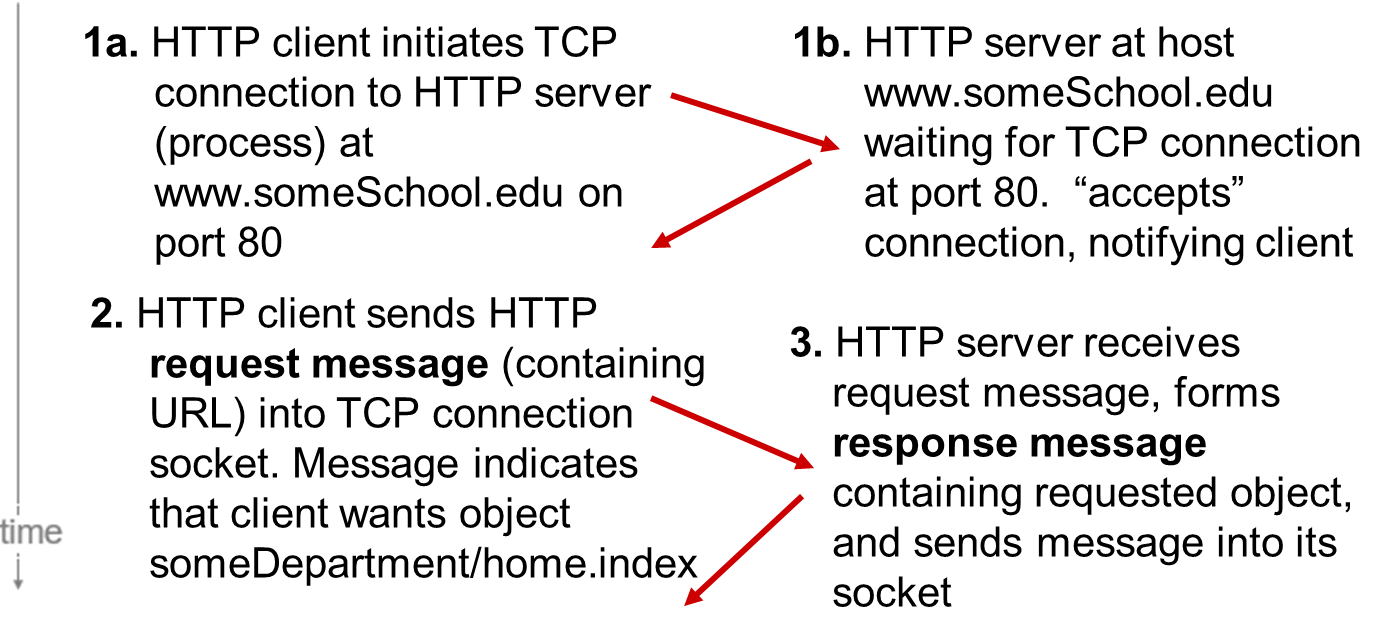 1a. HTTP client initiates TCP
connection to HTTP server
(process) at
www.someSchool.edu on
port 80
1b. HTTP server at host
www.someSchool.edu
waiting for TCP connection
at port 80.  “accepts”
connection, notifying client
2. HTTP client sends HTTP
request message (containing
URL) into TCP connection
socket. Message indicates
that client wants object
someDepartment/home.index
3. HTTP server receives
request message, forms
response message
containing requested object,
and sends message into its
socket
time